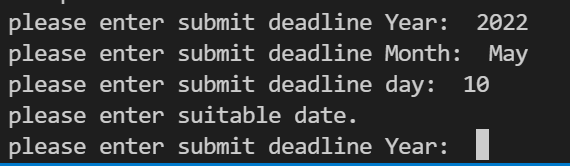 please enter submit deadline Year:  2022
please enter submit deadline Month:  May
please enter submit deadline day:  10
please enter suitable date.
please enter submit deadline Year: